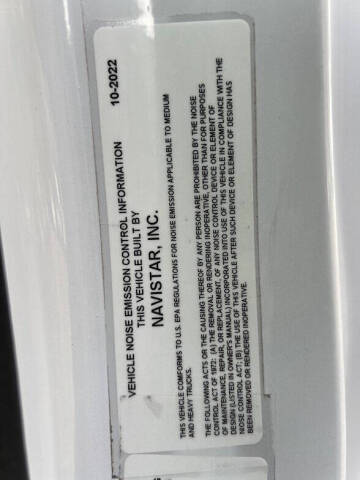 VEHICLE NOISE EMISSION CONTROL INFORMATION
10-2022
THIS VEHICLE BUILT BY
NAVISTAR, INC.
THIS VEHICLE COMFORMS TO U.S. EPA REGULATIONS FOR NOISE EMISSION APPLICABLE TO MEDIUM
AND HEAVY TRUCKS.
THE FOLLOWING ACTS OR THE CAUSING THEREOF BY ANY PERSON ARE PROHIBITED BY THE NOISE
CONTROL ACT OF 1972: (A) THE REMOVAL OR RENDERING INOPERATIVE, OTHER THAN FOR PURPOSES
OF MAINTENANCE, REPAIR, OR REPLACEMENT, OF ANY NOISE CONTROL DEVICE OR ELEMENT OF
DESIGN (LISTED IN OWNER'S MANUAL) INCORPORATED INTO USE OF THIS VEHICLE IN COMPLIANCE WITH THE
NIOSE CONTROL ACT; (B) THE USE OF THIS VEHICLE AFTER SUCH DEVICE OR ELEMENT OF DESIGN HAS
BEEN REMOVED OR RENDERED INOPERATIVE.